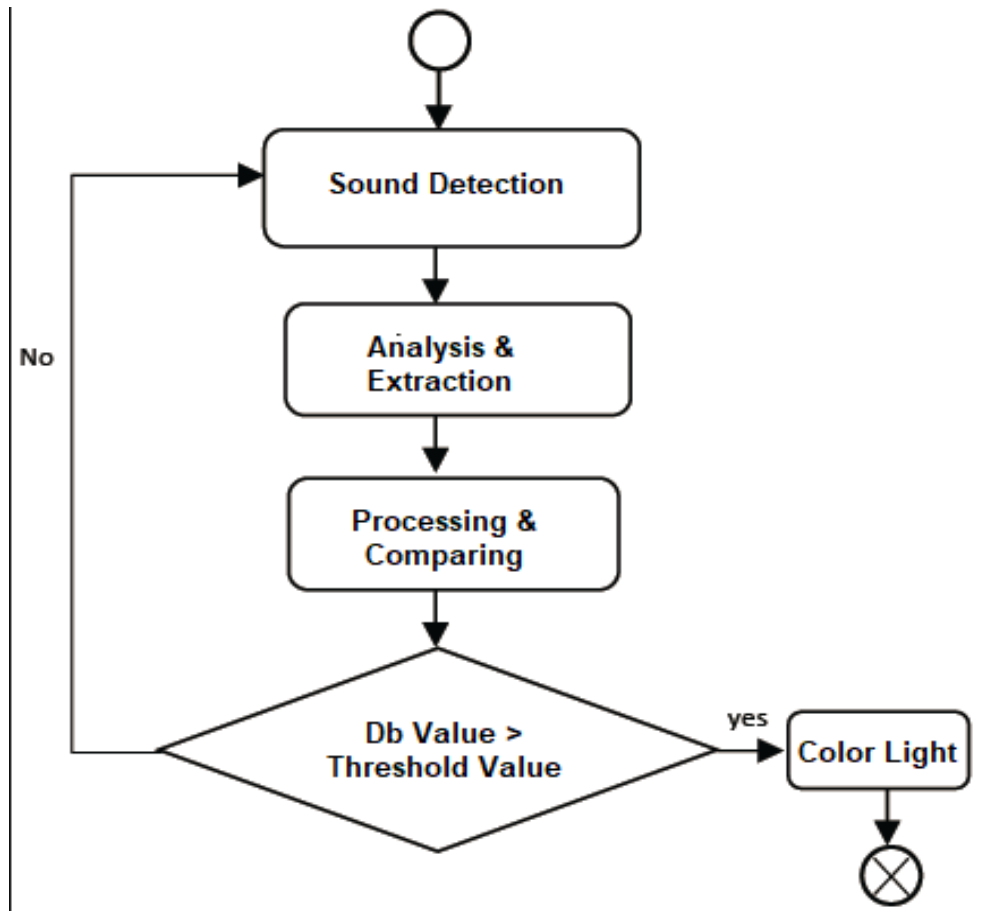 Sound Detection
Analysis &
Extraction
No
Processing &
Comparing
Db Value >
Threshold Value
yes
Color Light